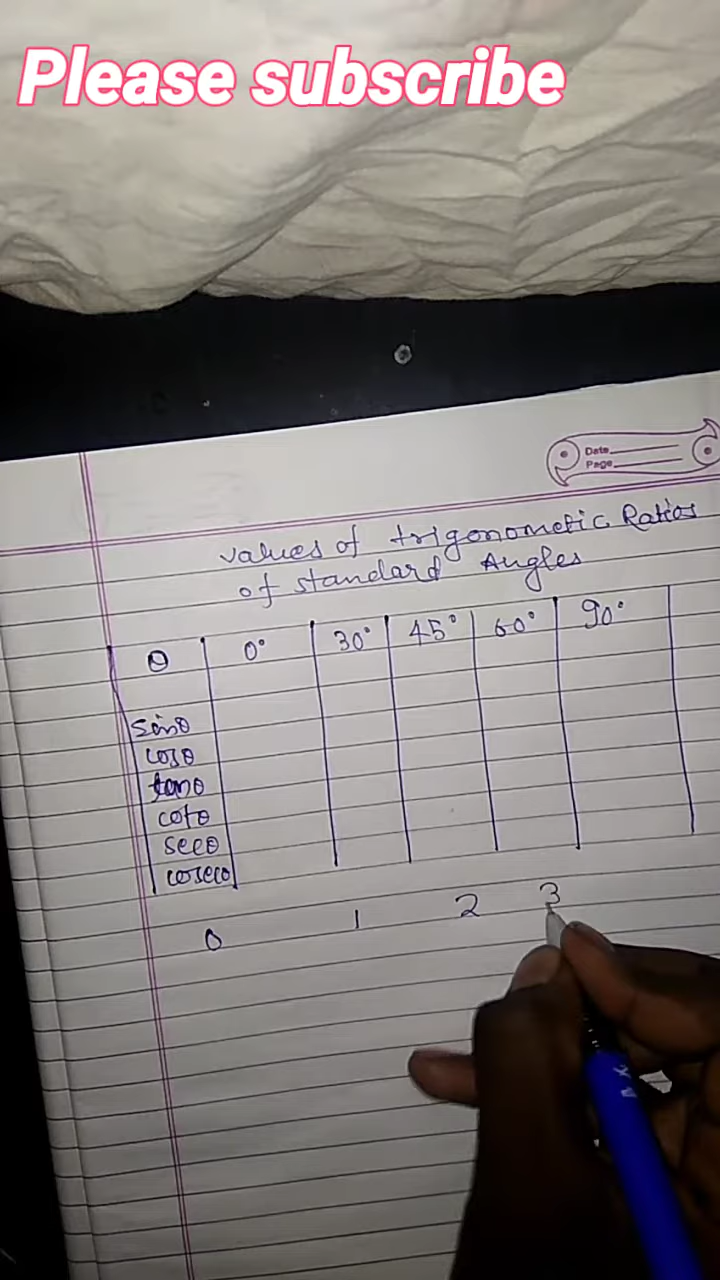 Please subscribe
Date
Page
values of trigonometic Ratios
of standard Angles
θ 0° 30° 45° 60° 90°
sinθ
cosθ
tanθ
cotθ
secθ
cosecθ
0 1 2 3